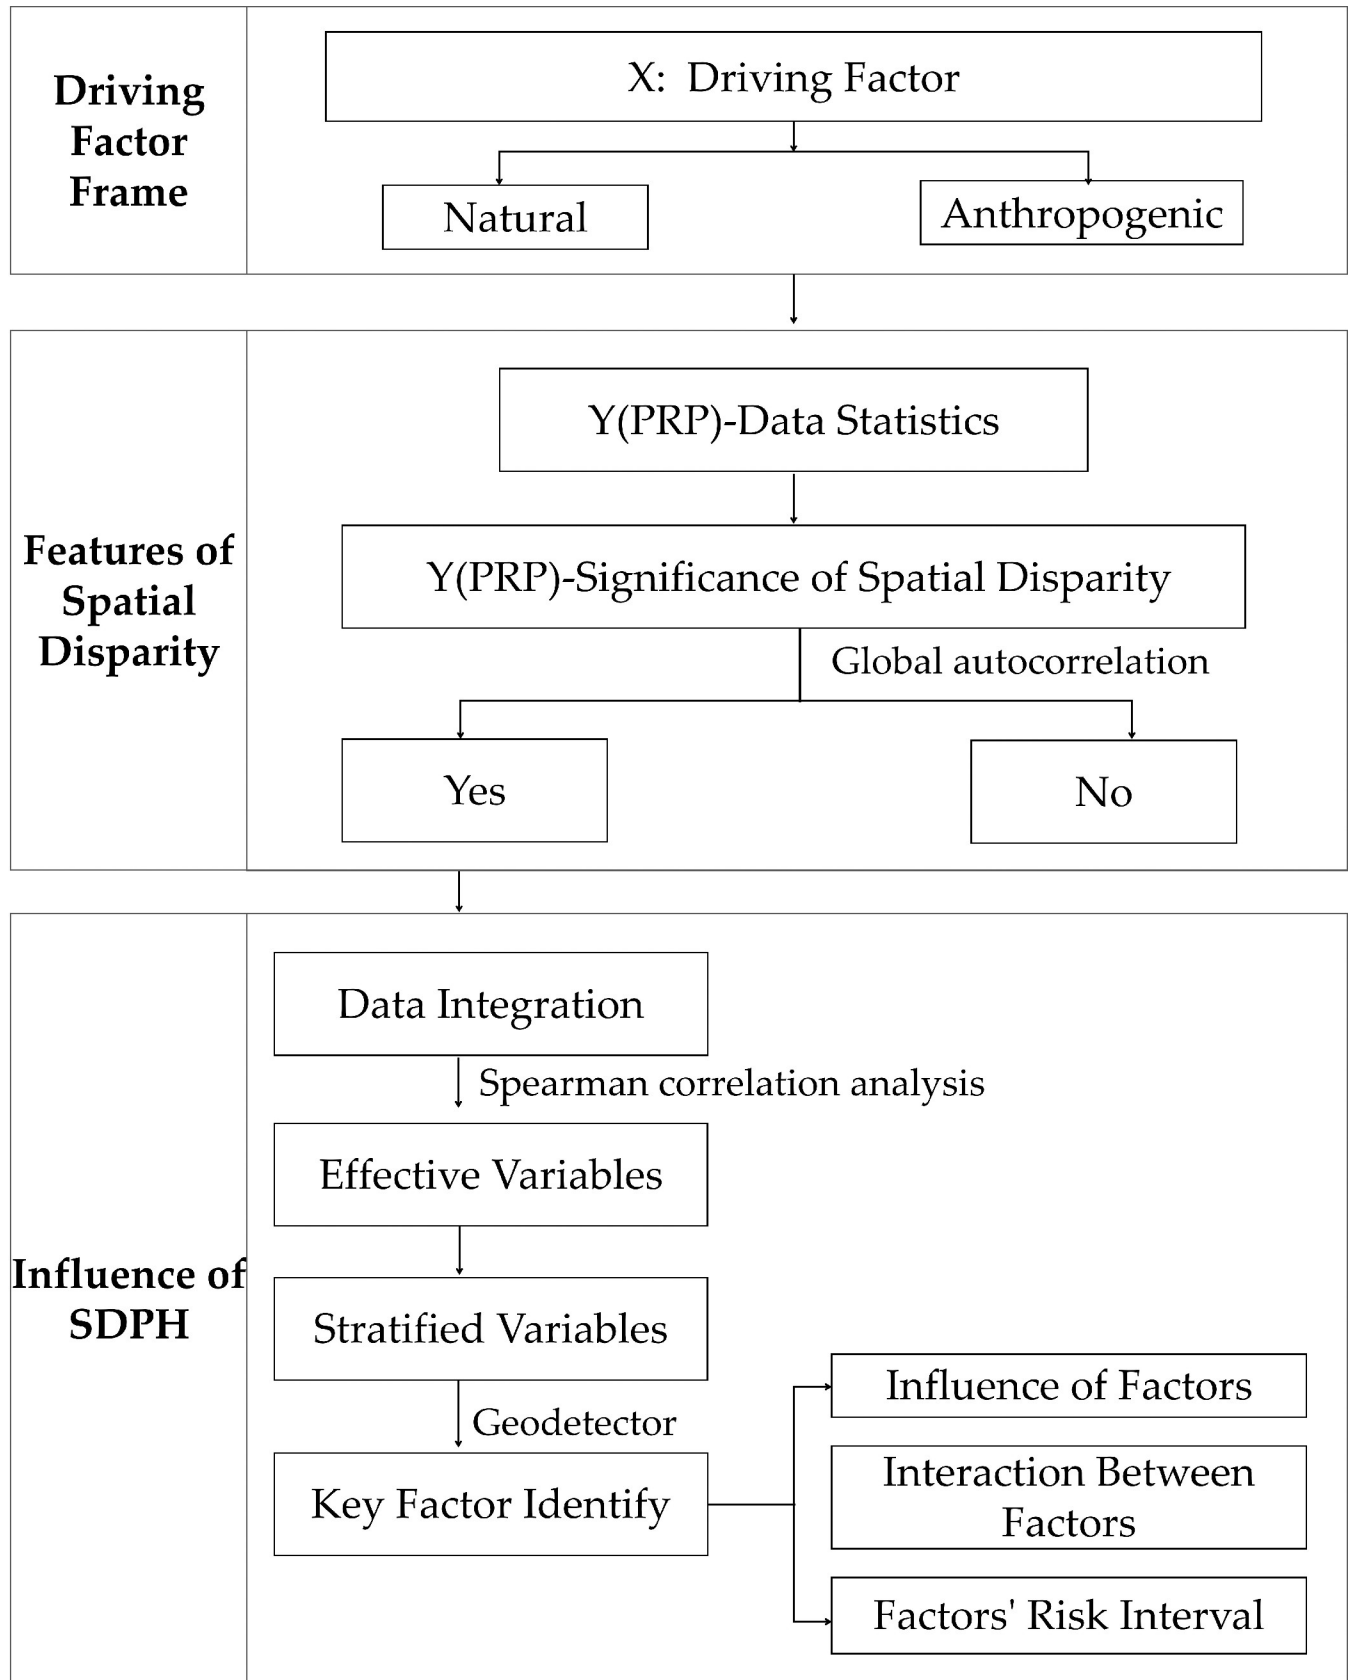 Driving
Factor
Frame
X:  Driving Factor
Natural
Anthropogenic
Features of
Spatial
Disparity
Y(PRP)-Data Statistics
Y(PRP)-Significance of Spatial Disparity
Global autocorrelation
Yes
No
Influence of
SDPH
Data Integration
Spearman correlation analysis
Effective Variables
Stratified Variables
Geodetector
Key Factor Identify
Influence of Factors
Interaction Between
Factors
Factors' Risk Interval